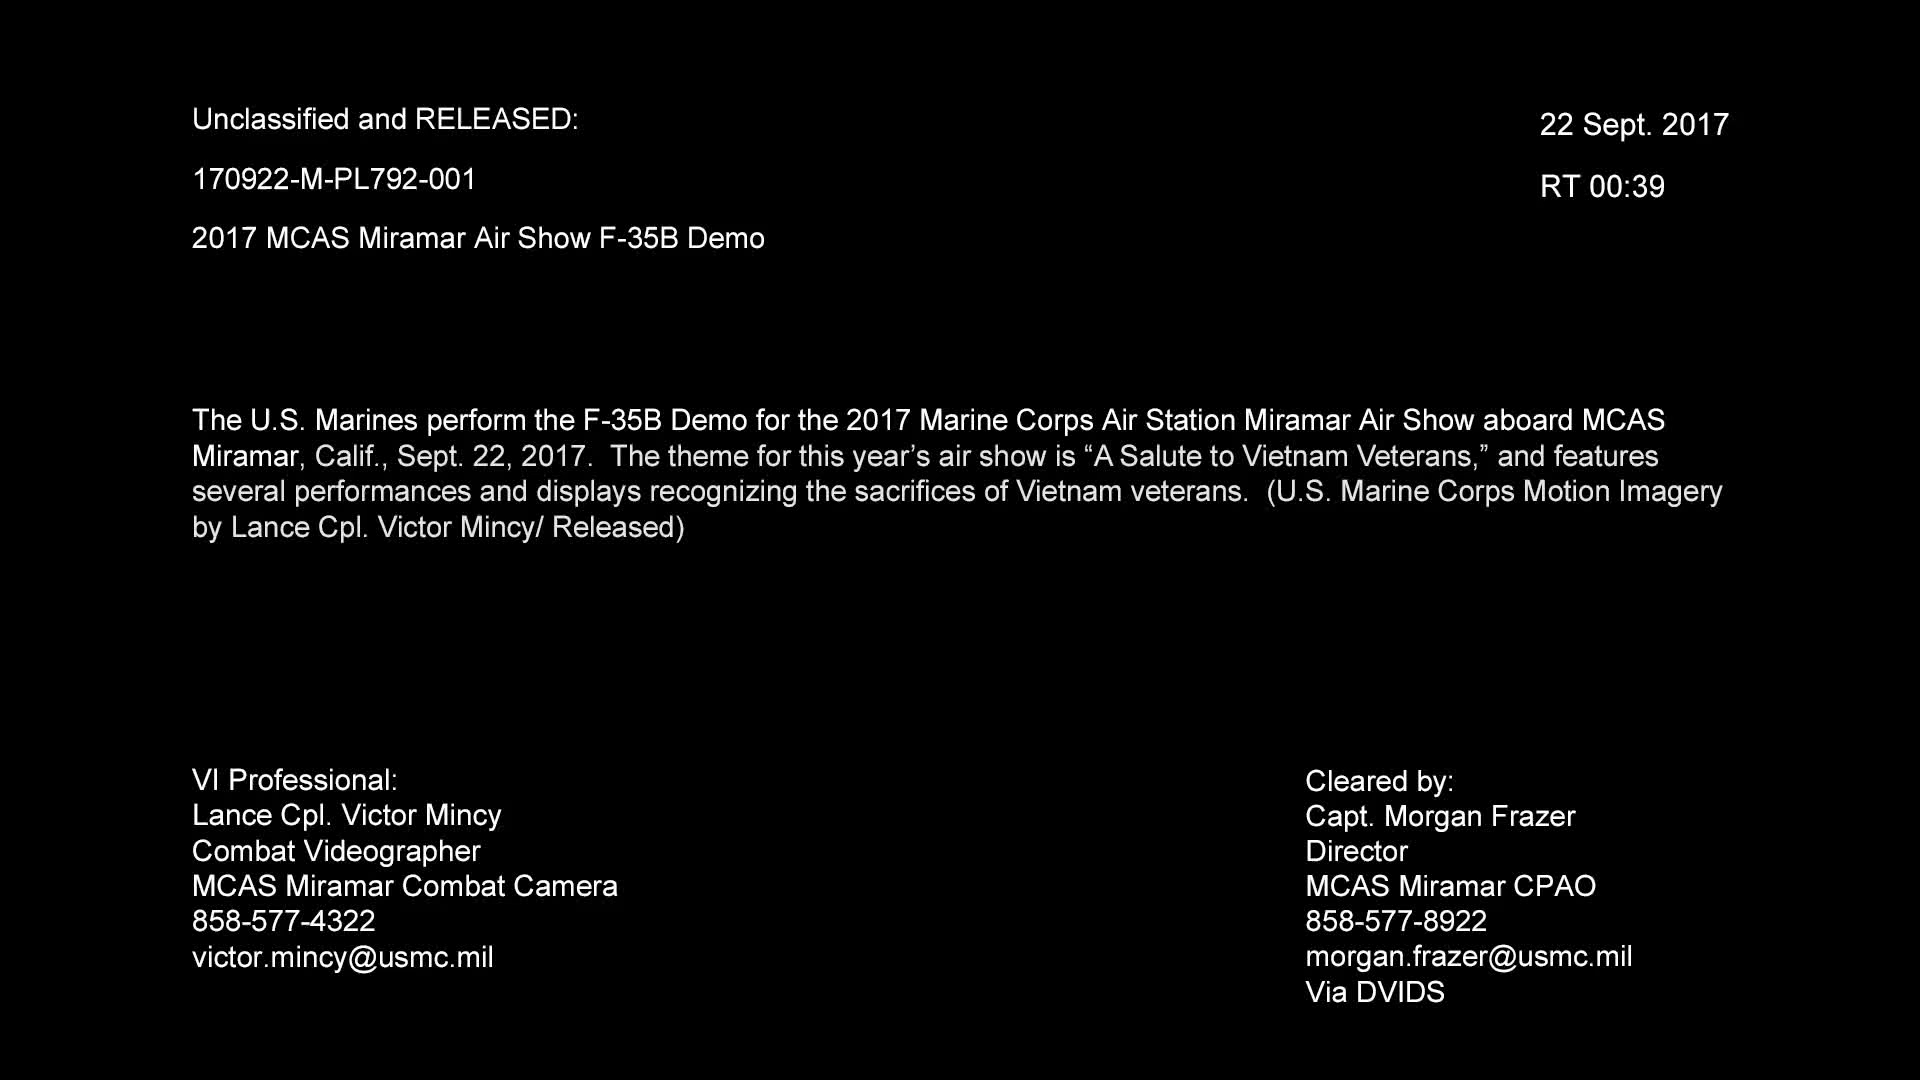 Unclassified and RELEASED:
170922-M-PL792-001
2017 MCAS Miramar Air Show F-35B Demo
22 Sept. 2017
RT 00:39
The U.S. Marines perform the F-35B Demo for the 2017 Marine Corps Air Station Miramar Air Show aboard MCAS
Miramar, Calif., Sept. 22, 2017.  The theme for this year’s air show is “A Salute to Vietnam Veterans,” and features
several performances and displays recognizing the sacrifices of Vietnam veterans.  (U.S. Marine Corps Motion Imagery
by Lance Cpl. Victor Mincy/ Released)
VI Professional:
Lance Cpl. Victor Mincy
Combat Videographer
MCAS Miramar Combat Camera
858-577-4322
victor.mincy@usmc.mil
Cleared by:
Capt. Morgan Frazer
Director
MCAS Miramar CPAO
858-577-8922
morgan.frazer@usmc.mil
Via DVIDS